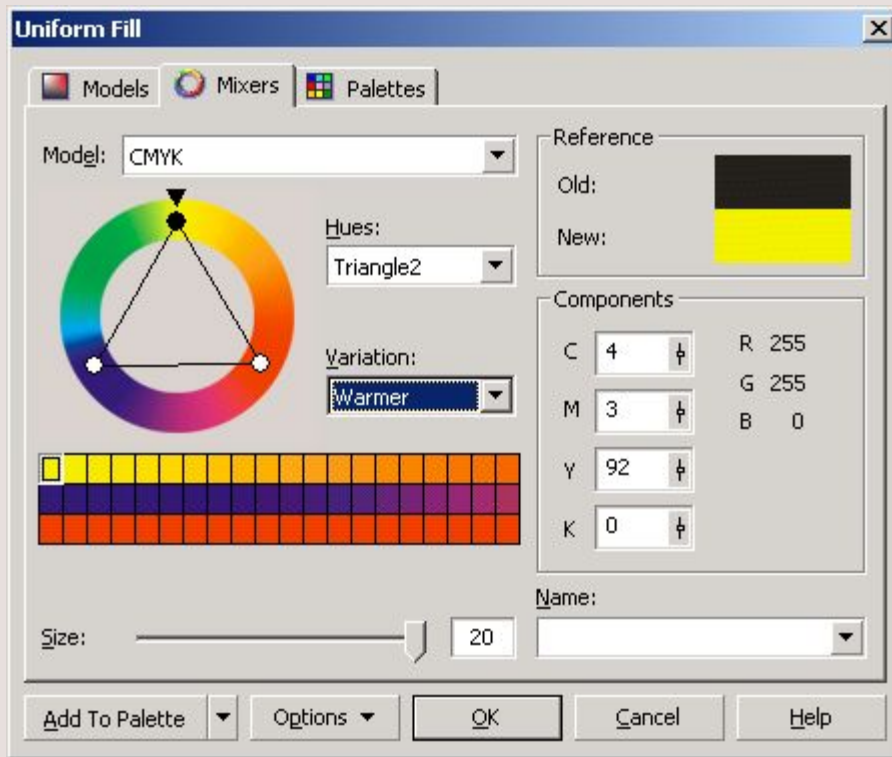 Uniform Fill
Models Mixers Palettes
Model: CMYK
Hues:
Triangle2
Variation:
Warmer
Size: 20
Reference
Old:
New:
Components
C 4 R 255
M 3 G 255
Y 92 B 0
K 0
Name:
Add To Palette Options OK Cancel Help